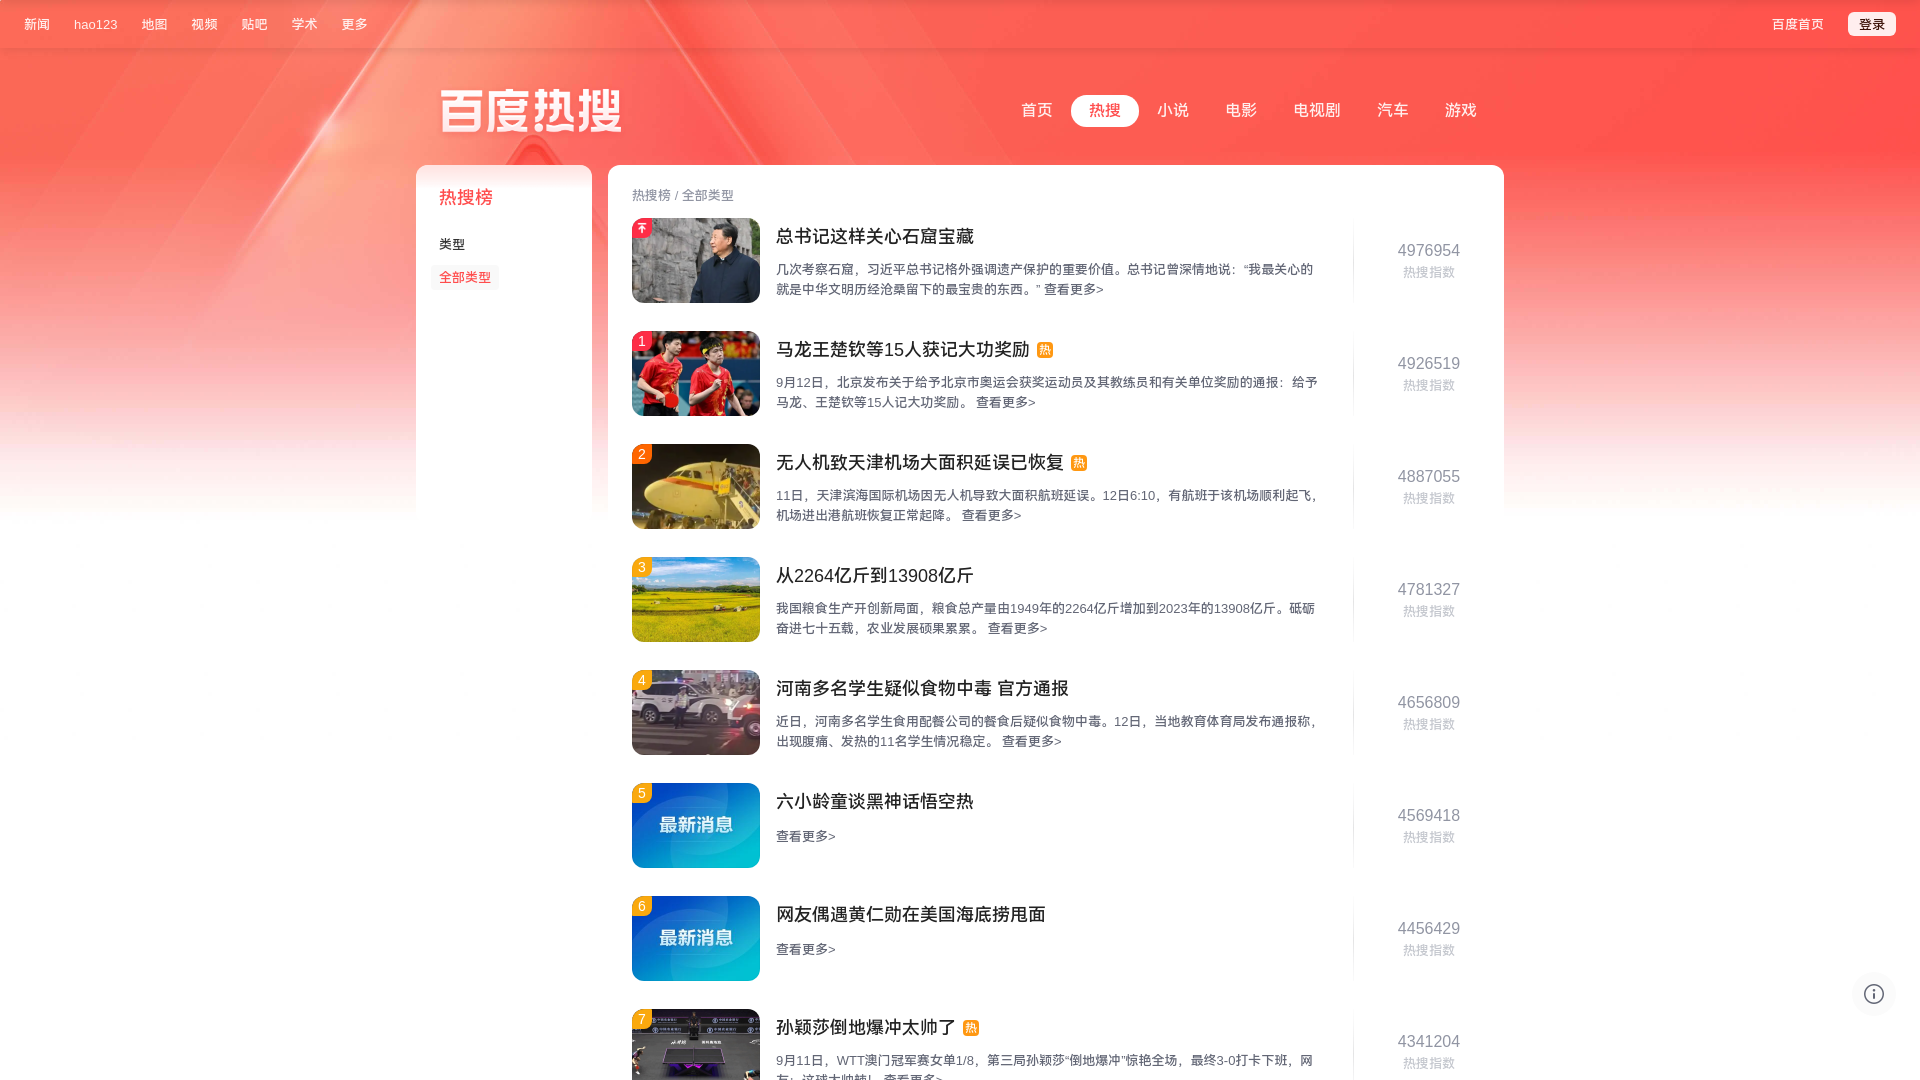 新闻 hao123 地图 视频 贴吧 学术 更多 百度首页 登录
百度热搜
首页 热搜 小说 电影 电视剧 汽车 游戏
热搜榜
类型
全部类型
热搜榜 / 全部类型
总书记这样关心石窟宝藏
几次考察石窟，习近平总书记格外强调遗产保护的重要价值。总书记曾深情地说：“我最关心的
就是中华文明历经沧桑留下的最宝贵的东西。” 查看更多>
4976954
热搜指数
1
马龙王楚钦等15人获记大功奖励 热
9月12日，北京发布关于给予北京市奥运会获奖运动员及其教练员和有关单位奖励的通报：给予
马龙、王楚钦等15人记大功奖励。 查看更多>
4926519
热搜指数
2
无人机致天津机场大面积延误已恢复 热
11日，天津滨海国际机场因无人机导致大面积航班延误。12日6:10，有航班于该机场顺利起飞，
机场进出港航班恢复正常起降。 查看更多>
4887055
热搜指数
3
从2264亿斤到13908亿斤
我国粮食生产开创新局面，粮食总产量由1949年的2264亿斤增加到2023年的13908亿斤。砥砺
奋进七十五载，农业发展硕果累累。 查看更多>
4781327
热搜指数
4
河南多名学生疑似食物中毒 官方通报
近日，河南多名学生食用配餐公司的餐食后疑似食物中毒。12日，当地教育体育局发布通报称，
出现腹痛、发热的11名学生情况稳定。 查看更多>
4656809
热搜指数
5
最新消息
六小龄童谈黑神话悟空热
查看更多>
4569418
热搜指数
6
最新消息
网友偶遇黄仁勋在美国海底捞甩面
查看更多>
4456429
热搜指数
7
孙颖莎倒地爆冲太帅了 热
9月11日，WTT澳门冠军赛女单1/8，第三局孙颖莎“倒地爆冲”惊艳全场，最终3-0打卡下班，网
友：这球太帅辣！ 查看更多>
4341204
热搜指数